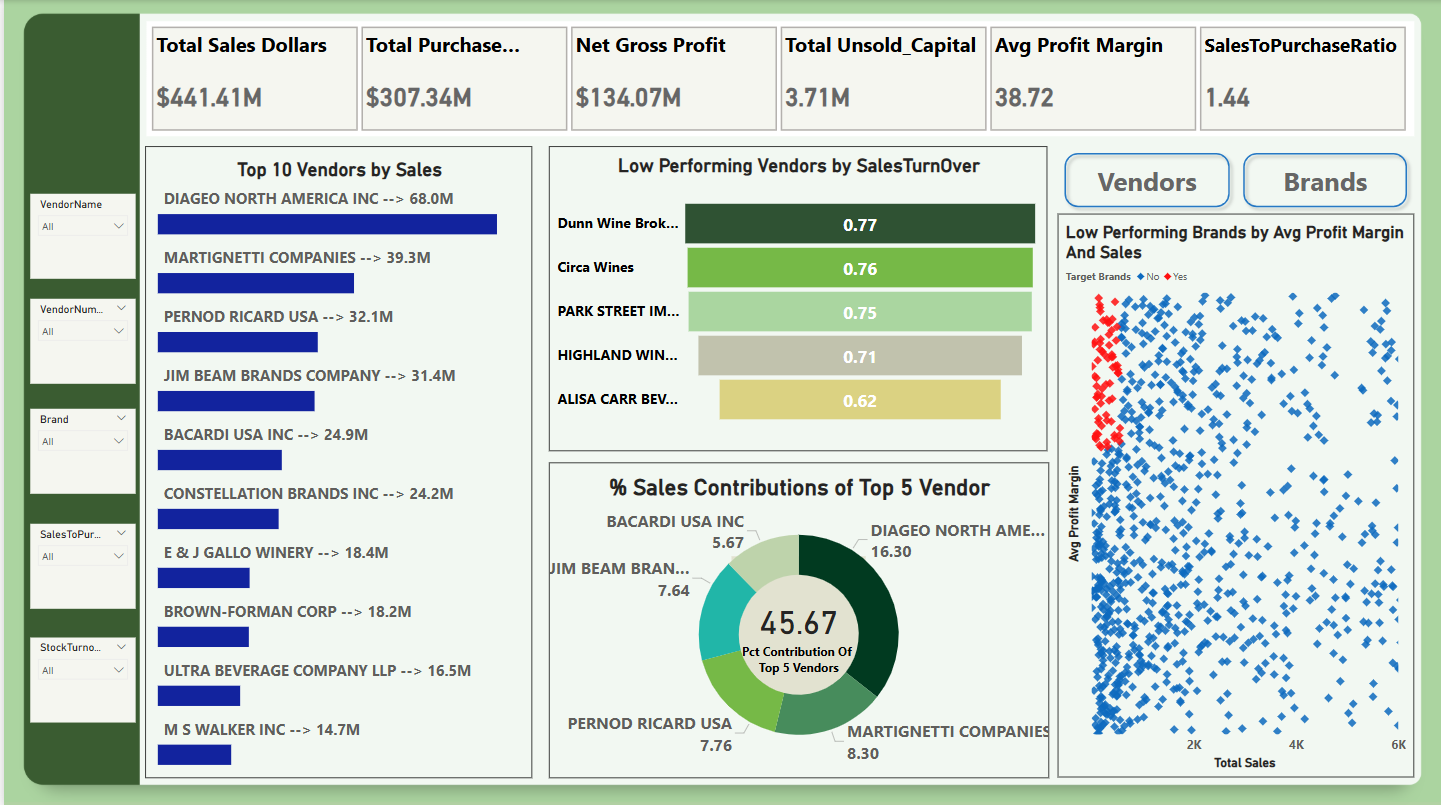 Total Sales Dollars
$441.41M
Total Purchase...
$307.34M
Net Gross Profit
$134.07M
Total Unsold_Capital
3.71M
Avg Profit Margin
38.72
SalesToPurchaseRatio
1.44
VendorName
All
VendorNum...
All
Brand
All
SalesToPur...
All
StockTurno...
All
Top 10 Vendors by Sales
DIAGEO NORTH AMERICA INC --> 68.0M
MARTIGNETTI COMPANIES --> 39.3M
PERNOD RICARD USA --> 32.1M
JIM BEAM BRANDS COMPANY --> 31.4M
BACARDI USA INC --> 24.9M
CONSTELLATION BRANDS INC --> 24.2M
E & J GALLO WINERY --> 18.4M
BROWN-FORMAN CORP --> 18.2M
ULTRA BEVERAGE COMPANY LLP --> 16.5M
M S WALKER INC --> 14.7M
Low Performing Vendors by SalesTurnOver
Dunn Wine Brok... 0.77
Circa Wines 0.76
PARK STREET IM... 0.75
HIGHLAND WIN... 0.71
ALISA CARR BEV... 0.62
% Sales Contributions of Top 5 Vendor
BACARDI USA INC
5.67
DIAGEO NORTH AME...
16.30
JIM BEAM BRAN...
7.64
45.67
Pct Contribution Of
Top 5 Vendors
PERNOD RICARD USA
7.76
MARTIGNETTI COMPANIES
8.30
Vendors
Brands
Low Performing Brands by Avg Profit Margin
And Sales
Target Brands No Yes
Avg Profit Margin
2K 4K 6K
Total Sales